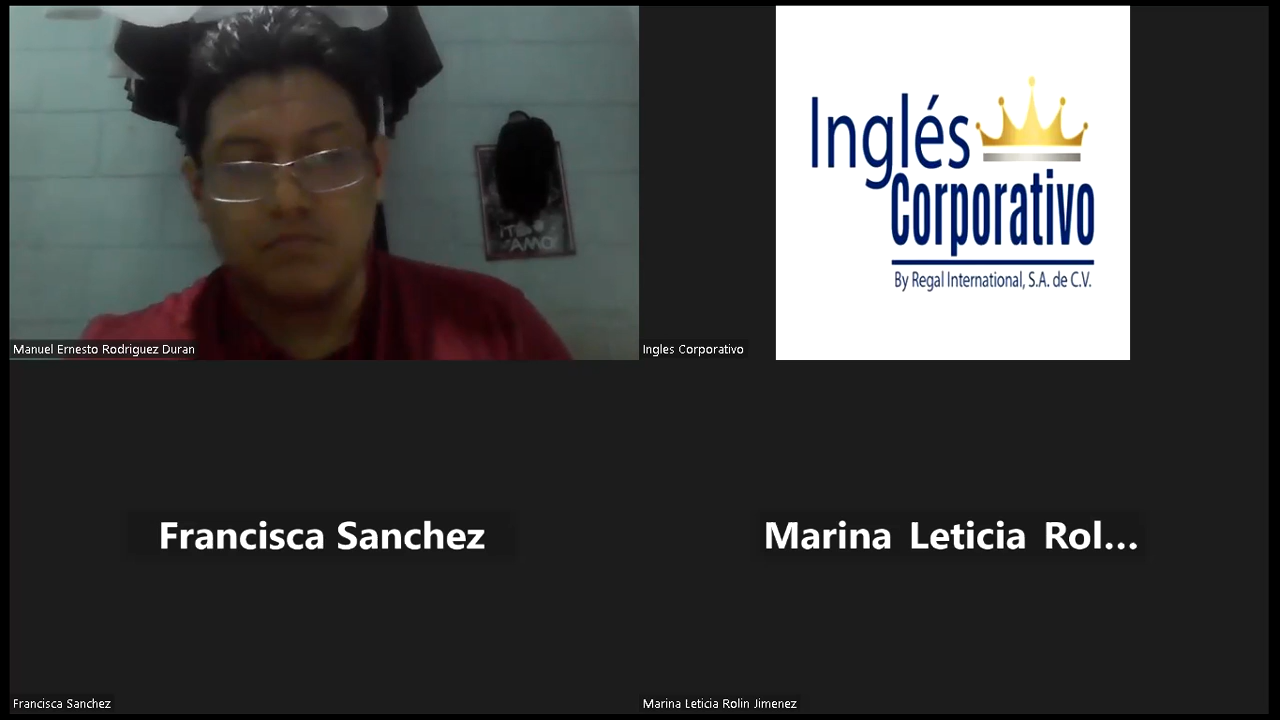 Inglés
Corporativo
By Regal International, S.A. de C.V.
Manuel Ernesto Rodriguez Duran
Ingles Corporativo
Francisca Sanchez
Marina Leticia Rol...
Francisca Sanchez
Marina Leticia Rolin Jimenez